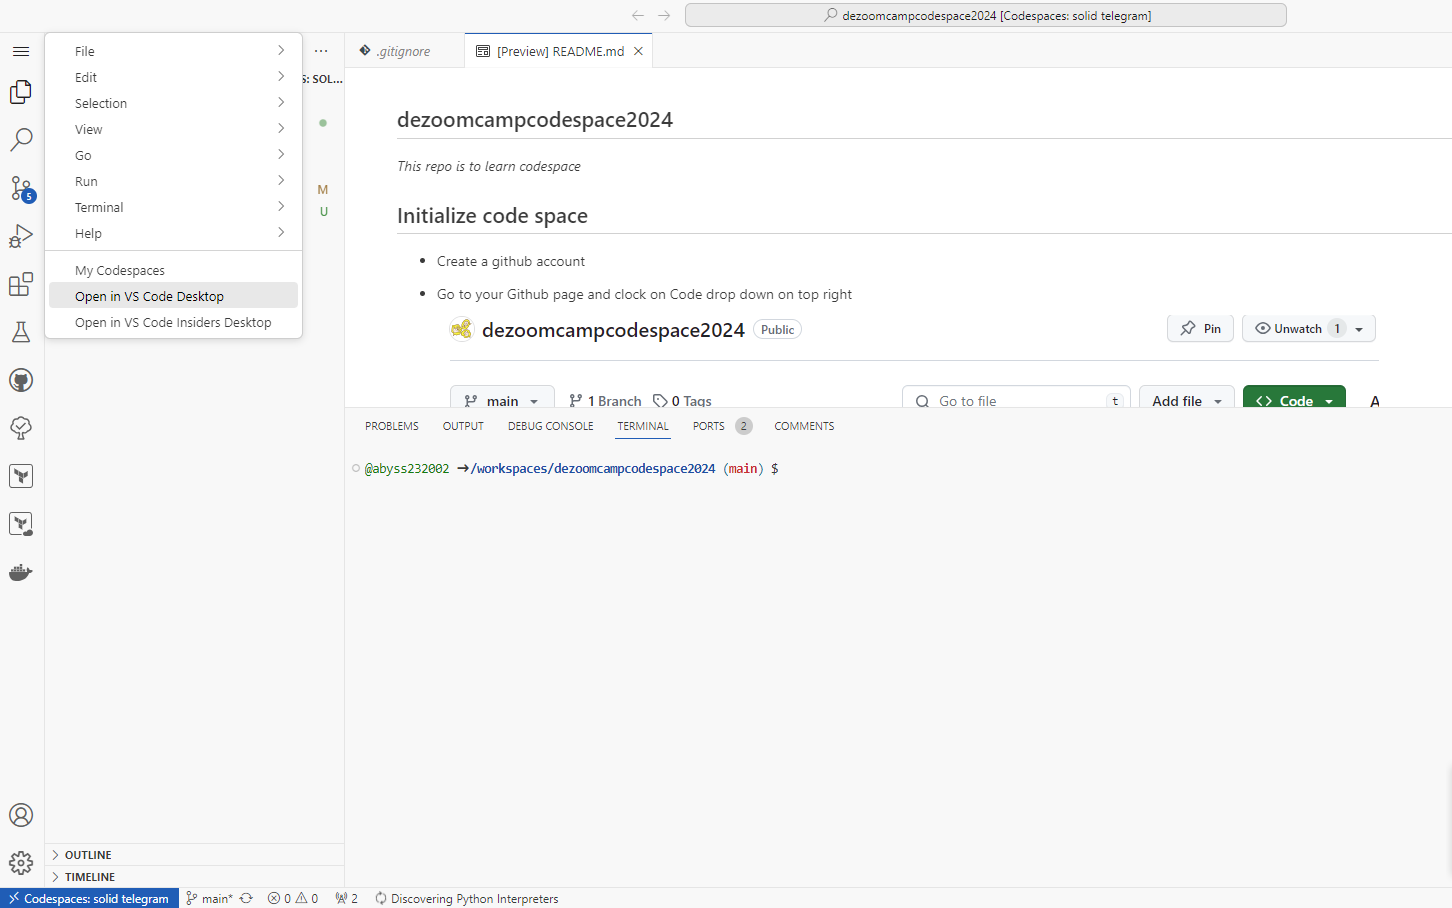 dezoomcampcodespace2024 [Codespaces: solid telegram]
File
Edit
Selection
View
Go
Run
Terminal
Help
My Codespaces
Open in VS Code Desktop
Open in VS Code Insiders Desktop
S: SOL...
M
U
5
.gitignore
[Preview] README.md
dezoomcampcodespace2024
This repo is to learn codespace
Initialize code space
• Create a github account
• Go to your Github page and clock on Code drop down on top right
dezoomcampcodespace2024 Public
Pin
Unwatch 1
main
1 Branch
0 Tags
Go to file t
Add file
<> Code
A
PROBLEMS OUTPUT DEBUG CONSOLE TERMINAL PORTS 2 COMMENTS
@abyss232002 ➜/workspaces/dezoomcampcodespace2024 (main) $
OUTLINE
TIMELINE
Codespaces: solid telegram main* 0 0 2 Discovering Python Interpreters